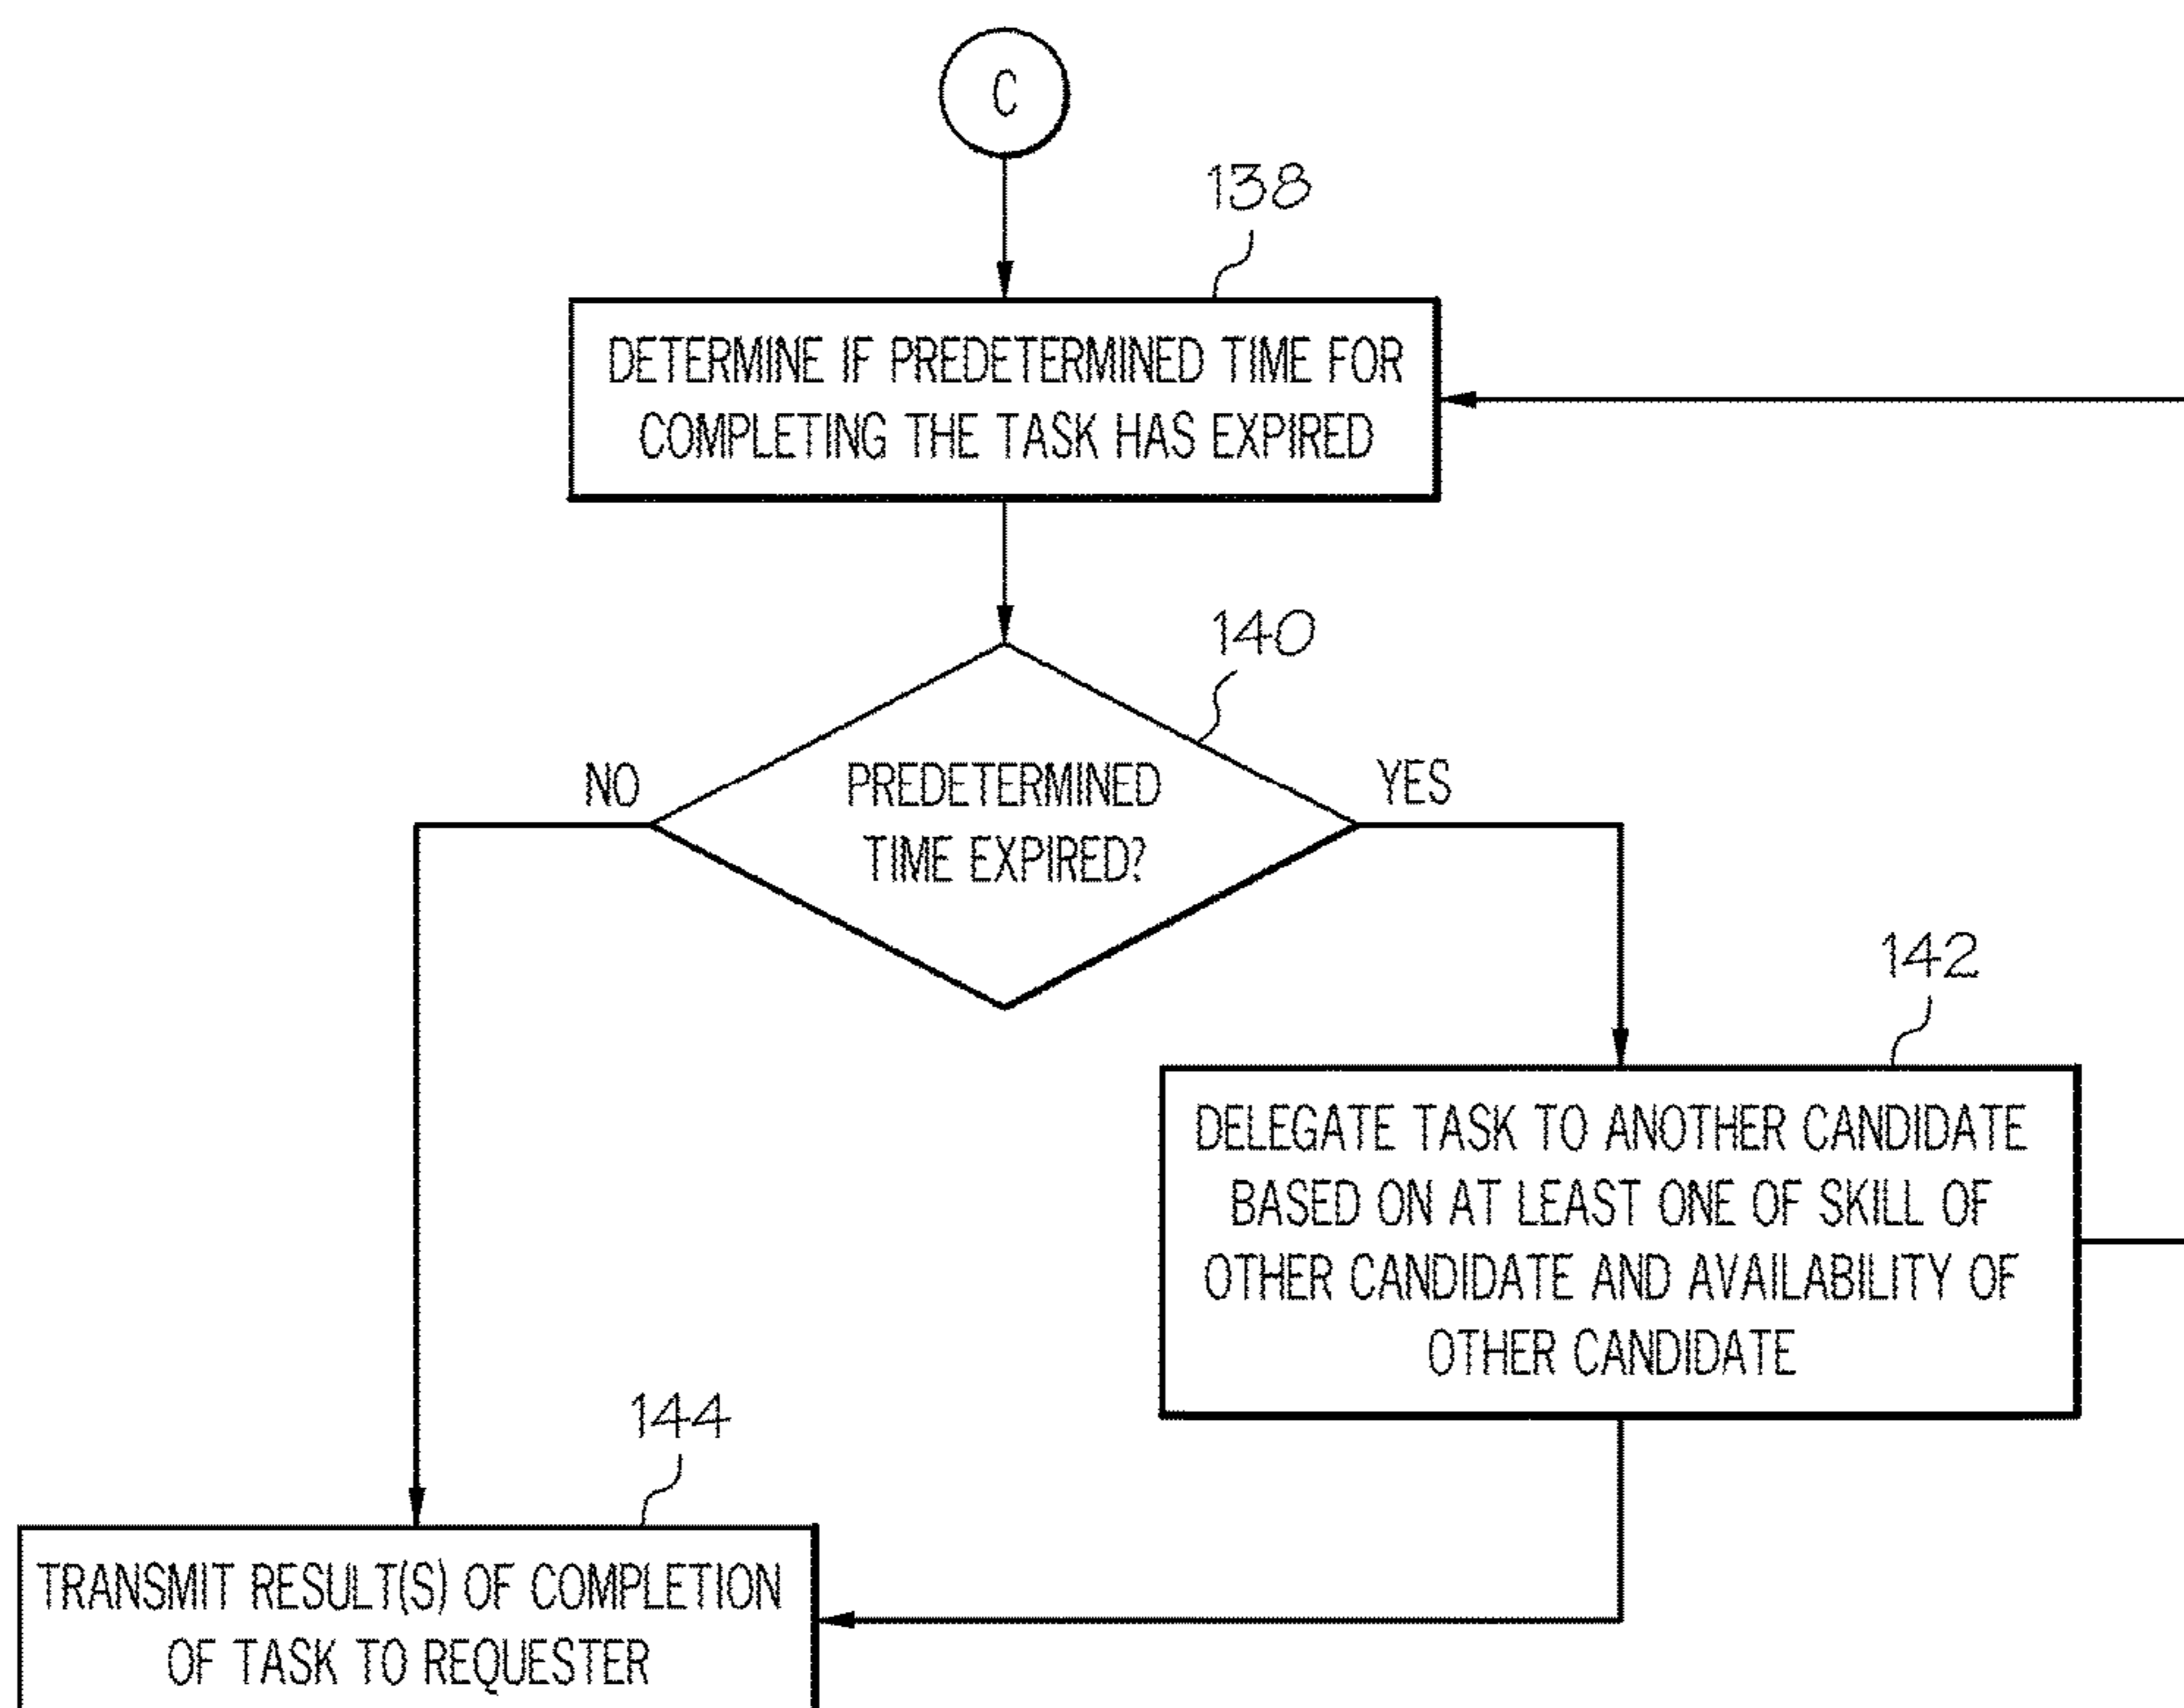 C
138
DETERMINE IF PREDETERMINED TIME FOR
COMPLETING THE TASK HAS EXPIRED
140
NO
PREDETERMINED
TIME EXPIRED?
YES
142
DELEGATE TASK TO ANOTHER CANDIDATE
BASED ON AT LEAST ONE OF SKILL OF
OTHER CANDIDATE AND AVAILABILITY OF
OTHER CANDIDATE
144
TRANSMIT RESULT(S) OF COMPLETION
OF TASK TO REQUESTER